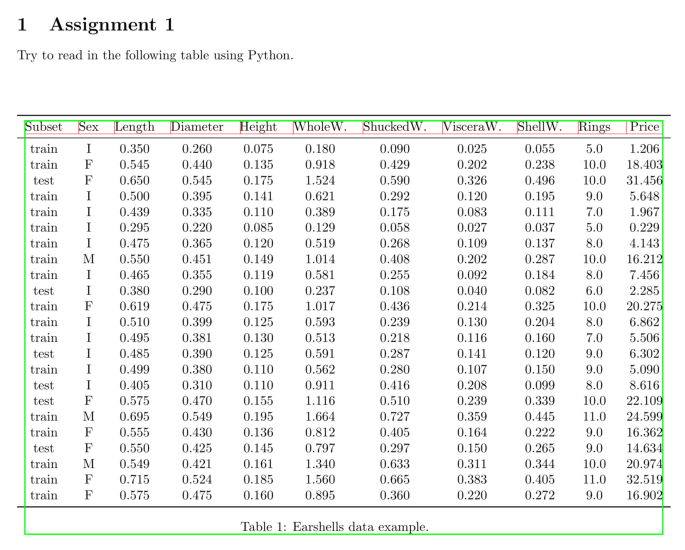 1 Assignment 1
Try to read in the following table using Python.
Subset Sex Length Diameter Height WholeW. ShuckedW. VisceraW. ShellW. Rings Price
train I 0.350 0.260 0.075 0.180 0.090 0.025 0.055 5.0 1.206
train F 0.545 0.440 0.135 0.918 0.429 0.202 0.238 10.0 18.403
test F 0.650 0.545 0.175 1.524 0.590 0.326 0.496 10.0 31.456
train I 0.500 0.395 0.141 0.621 0.292 0.120 0.195 9.0 5.648
train I 0.439 0.335 0.110 0.389 0.175 0.083 0.111 7.0 1.967
train I 0.295 0.220 0.085 0.129 0.058 0.027 0.037 5.0 0.229
train I 0.475 0.365 0.120 0.519 0.268 0.109 0.137 8.0 4.143
train M 0.550 0.451 0.149 1.014 0.408 0.202 0.287 10.0 16.212
train I 0.465 0.355 0.119 0.581 0.255 0.092 0.184 8.0 7.456
test I 0.380 0.290 0.100 0.237 0.108 0.040 0.082 6.0 2.285
train F 0.619 0.475 0.175 1.017 0.436 0.214 0.325 10.0 20.275
train I 0.510 0.399 0.125 0.593 0.239 0.130 0.204 8.0 6.862
train I 0.495 0.381 0.130 0.513 0.218 0.116 0.160 7.0 5.506
test I 0.485 0.390 0.125 0.591 0.287 0.141 0.120 9.0 6.302
train I 0.499 0.380 0.110 0.562 0.280 0.107 0.150 9.0 5.090
test I 0.405 0.310 0.110 0.911 0.416 0.208 0.099 8.0 8.616
test F 0.575 0.470 0.155 1.116 0.510 0.239 0.339 10.0 22.109
train M 0.695 0.549 0.195 1.664 0.727 0.359 0.445 11.0 24.599
train F 0.555 0.430 0.136 0.812 0.405 0.164 0.222 9.0 16.362
test F 0.550 0.425 0.145 0.797 0.297 0.150 0.265 9.0 14.634
train M 0.549 0.421 0.161 1.340 0.633 0.311 0.344 10.0 20.974
train F 0.715 0.524 0.185 1.560 0.665 0.383 0.405 11.0 32.519
train F 0.575 0.475 0.160 0.895 0.360 0.220 0.272 9.0 16.902
Table 1: Earshells data example.